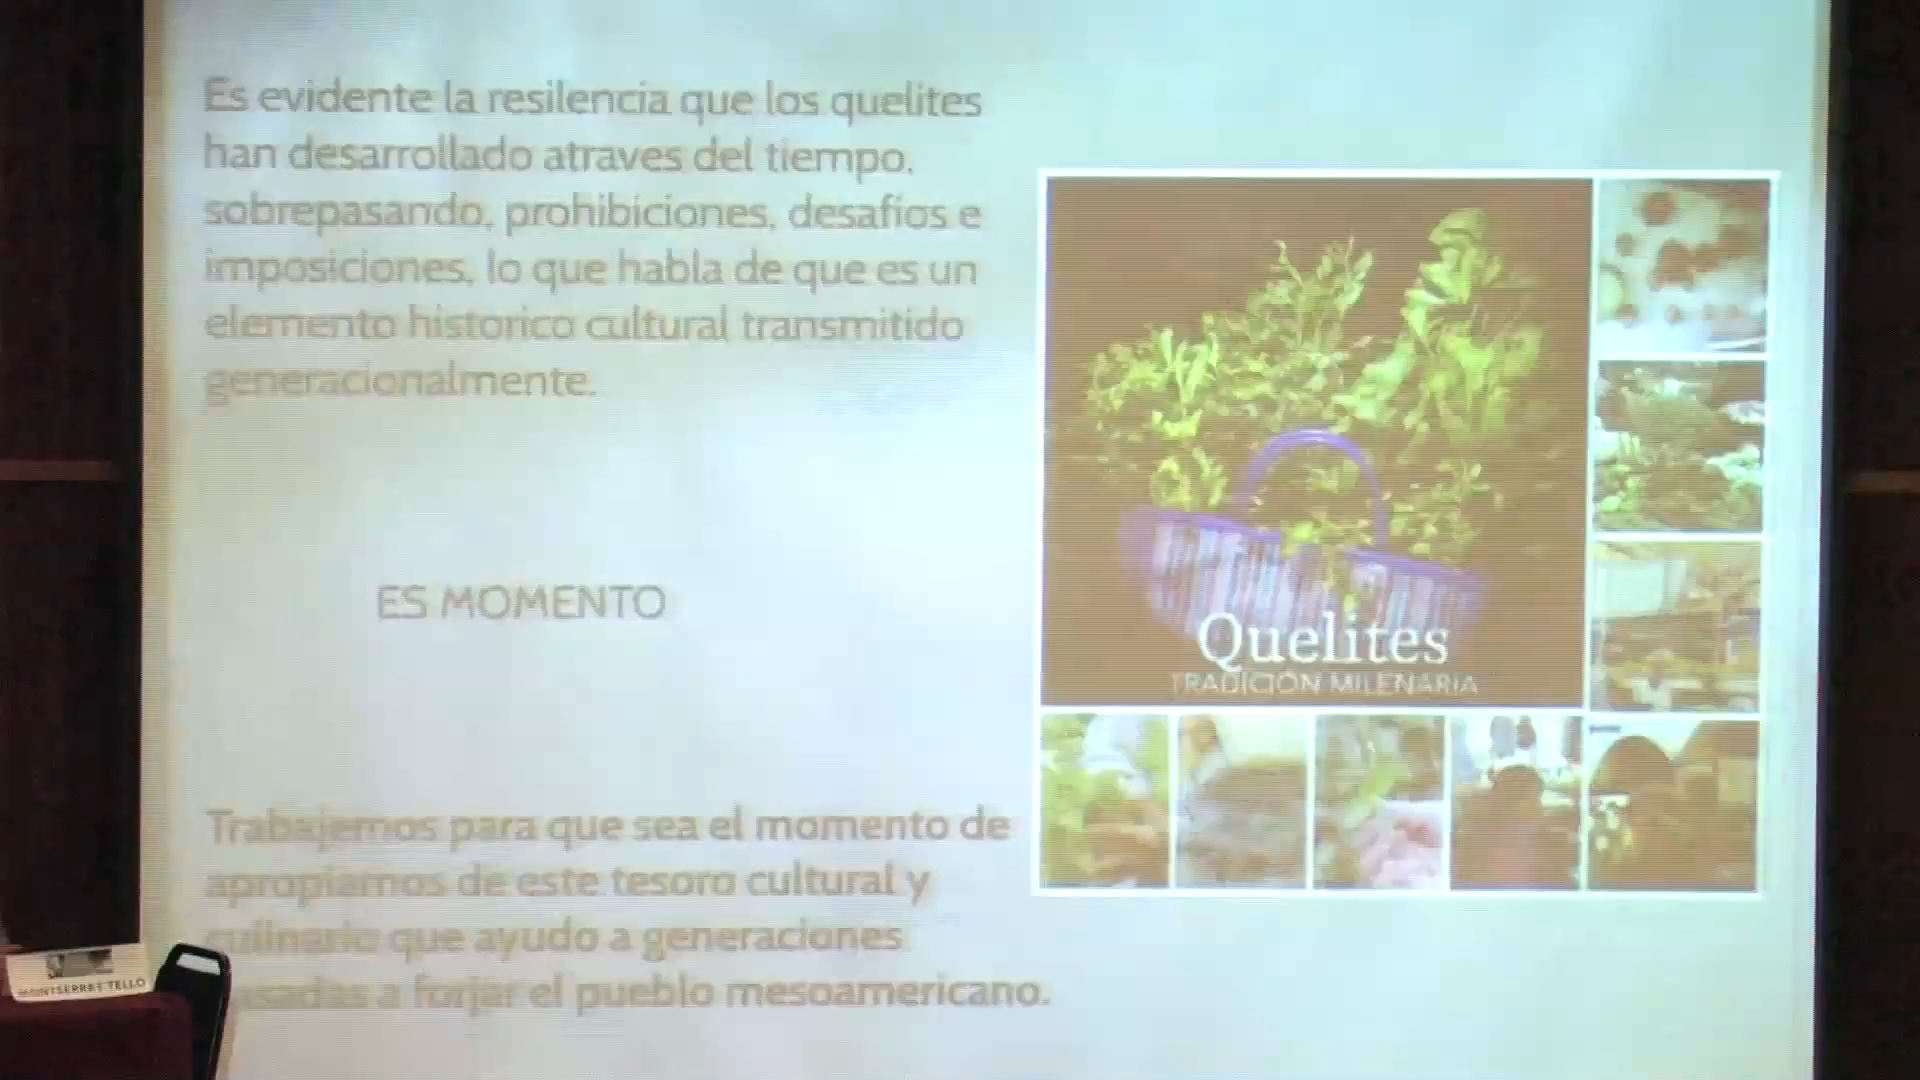 Es evidente la resilencia que los quelites
han desarrollado atraves del tiempo,
sobrepasando, prohibiciones, desafios e
imposiciones, lo que habla de que es un
elemento historico cultural transmitido
generacionalmente.
ES MOMENTO
Trabajemos para que sea el momento de
apropiarnos de este tesoro cultural y
culinario que ayudo a generaciones
pasadas a forjar el pueblo mesoamericano.
Quelites
TRADICIÓN MILENARIA
MONTSERRET TELLO